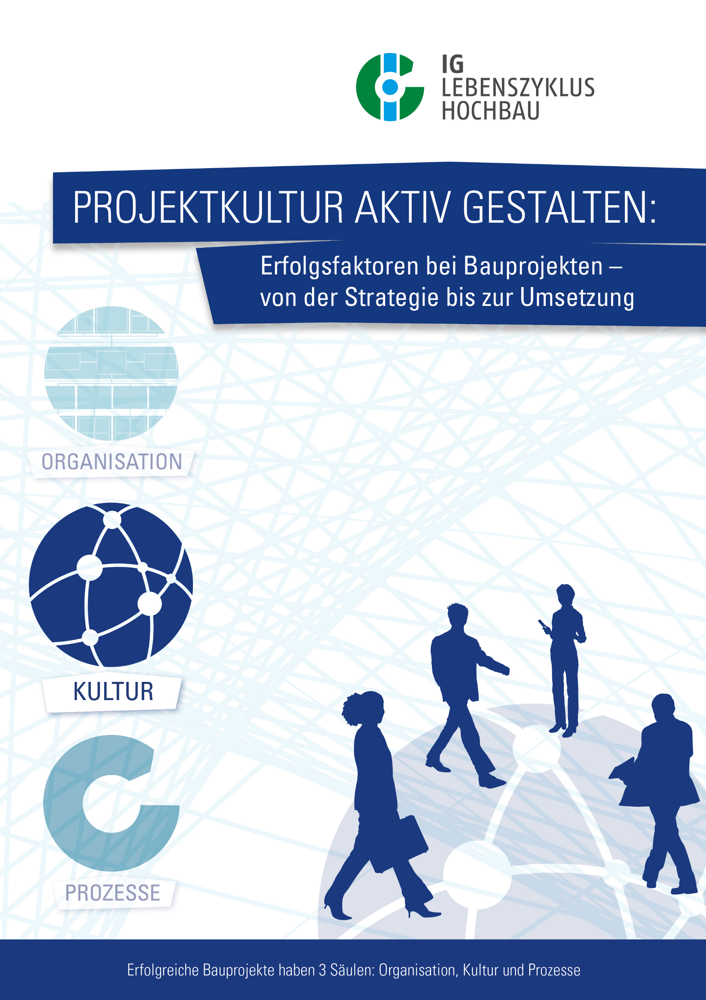 IG
LEBENSZYKLUS
HOCHBAU
PROJEKTKULTUR AKTIV GESTALTEN:
Erfolgsfaktoren bei Bauprojekten –
von der Strategie bis zur Umsetzung
ORGANISATION
KULTUR
PROZESSE
Erfolgreiche Bauprojekte haben 3 Säulen: Organisation, Kultur und Prozesse